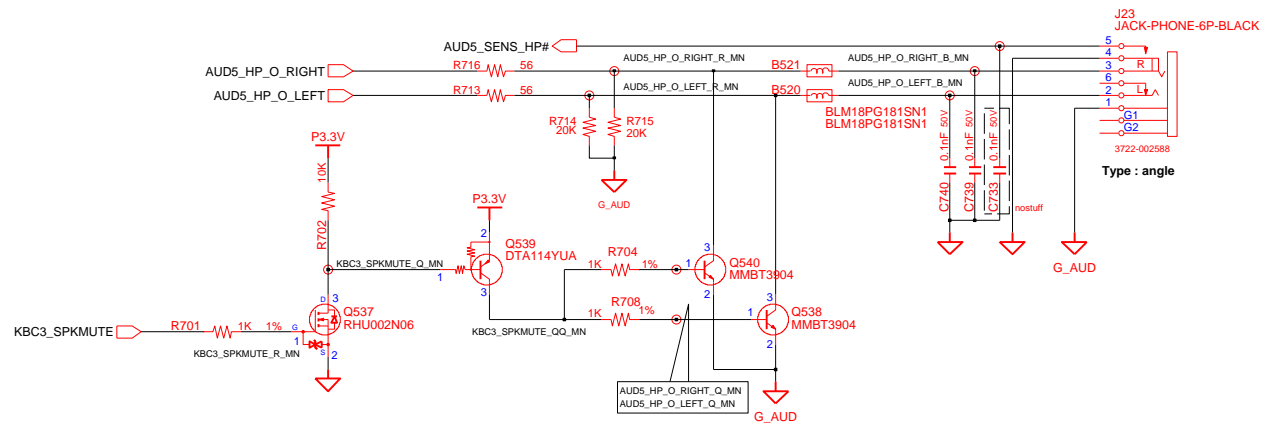 J23
JACK-PHONE-6P-BLACK
AUD5_SENS_HP#
5
4
AUD5_HP_O_RIGHT
R716
56
AUD5_HP_O_RIGHT_R_MN
B521
AUD5_HP_O_RIGHT_B_MN
3
R
6
AUD5_HP_O_LEFT
R713
56
AUD5_HP_O_LEFT_R_MN
B520
AUD5_HP_O_LEFT_B_MN
2
L
BLM18PG181SN1
BLM18PG181SN1
1
G1
G2
3722-002588
Type : angle
R714
20K
R715
20K
G_AUD
C740
0.1nF 50V
C739
0.1nF 50V
C733
0.1nF 50V
nostuff
G_AUD
P3.3V
10K
R702
P3.3V
2
Q539
DTA114YUA
KBC3_SPKMUTE_Q_MN
1
3
R704
1K
1%
1
3
Q540
MMBT3904
2
D
3
Q537
RHU002N06
KBC3_SPKMUTE
R701
1K
1%
G
1
S
2
KBC3_SPKMUTE_R_MN
KBC3_SPKMUTE_QQ_MN
R708
1K
1%
1
3
Q538
MMBT3904
2
AUD5_HP_O_RIGHT_Q_MN
AUD5_HP_O_LEFT_Q_MN
G_AUD